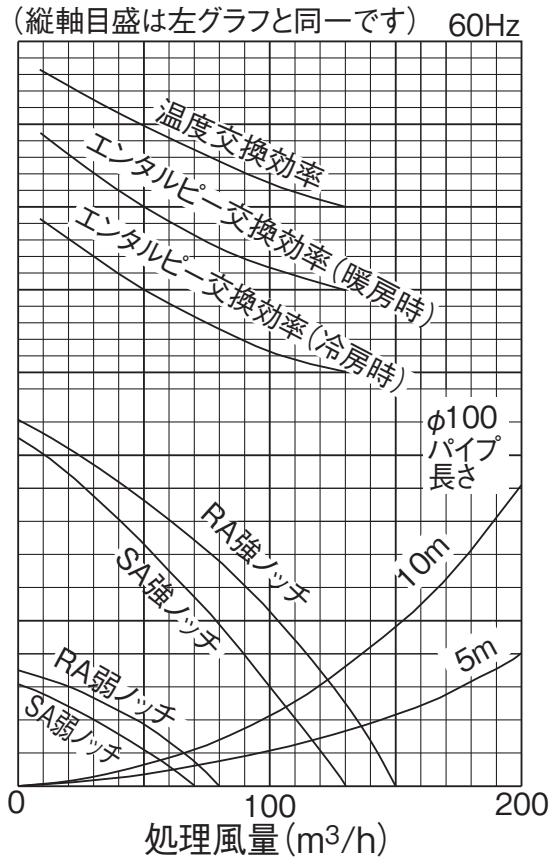 (縦軸目盛は左グラフと同一です) 60Hz
温度交換効率
エンタルピー交換効率(暖房時)
エンタルピー交換効率(冷房時)
φ100
パイプ
長さ
RA強ノッチ
SA強ノッチ
10m
5m
RA弱ノッチ
SA弱ノッチ
0 100 200
処理風量(m³/h)